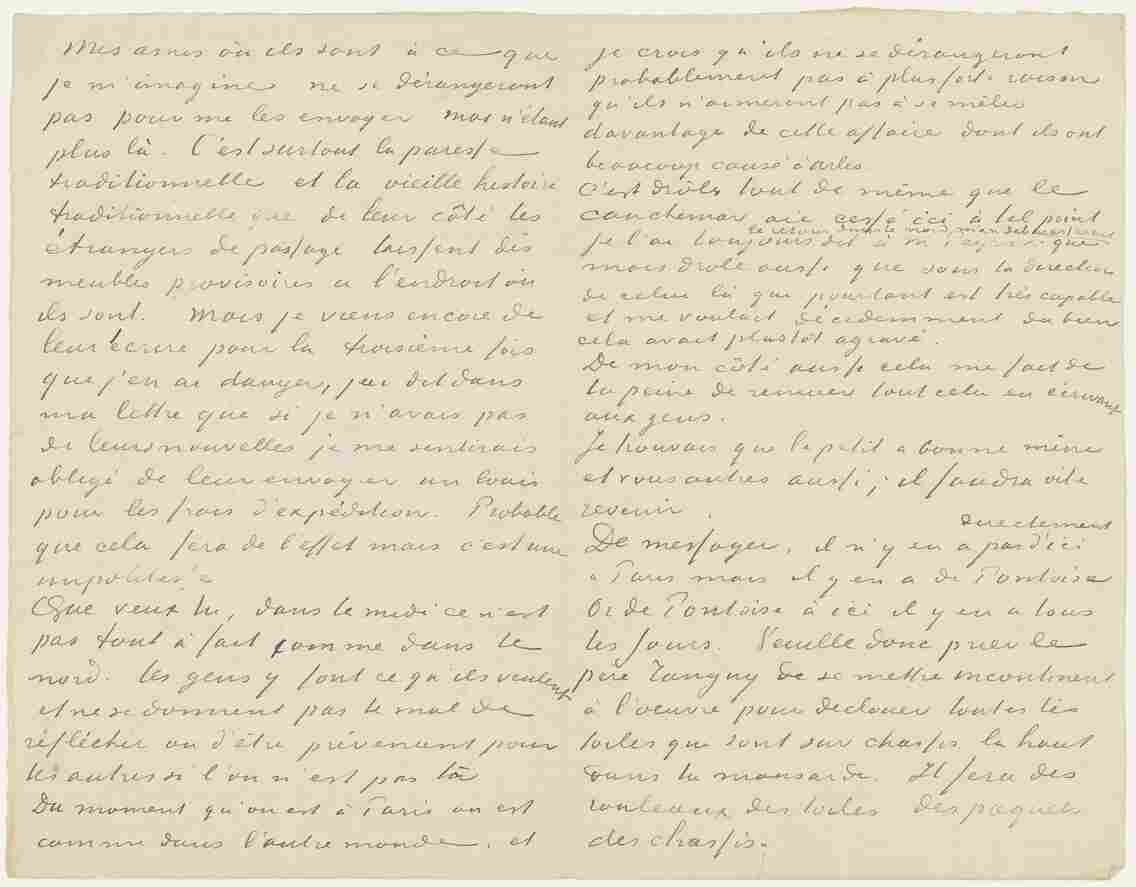 Mes amis où ils sont à ce que
je m'imagine ne se dérangeront
pas pour me les envoyer moi n'étant
plus là. C'est surtout la paresse
traditionnelle et la vieille histoire
traditionnelle que de leur côté les
étrangers de passage laissent des
meubles provisoires à l'endroit où
ils sont. Mais je viens encore de
leur écrire pour la troisième fois
que j'en ai danger, j'ai dit dans
ma lettre que si je n'avais pas
de leurs nouvelles je me sentirais
obligé de leur envoyer un louis
pour les frais d'expédition. Probable
que cela fera de l'effet mais c'est une
impolitesse
Que veux tu, dans le midi ce n'est
pas tout à fait comme dans le
nord. les gens y font ce qu'ils veulent
et ne se donnent pas le mal de
réfléchir ou d'être prévenant pour
les autres si l'on n'est pas là
Du moment qu'on est à Paris on est
comme dans l'autre monde. et
je crois qu'ils ne se dérangeront
probablement pas à plus forte raison
qu'ils n'aimeront pas à se mêler
davantage de cette affaire dont ils ont
beaucoup causé à arles.
C'est drôle tout de même que le
cauchemar aie cessé ici à tel point
le retour dans le nord m'en
je l'ai toujours dit à M. Peyron que
mais drole aussi que sous la direction
de celui là que pourtant est très capable
et me voulait décidemment du bien
cela avait plustôt agravé.
De mon côté aussi cela me fait de
la peine de remuer tout cela en écrivant
aux gens.
Je trouvais que le petit a bonne mine
et vous autres aussi; il faudra vite
revenir.
directement
De messager, il n'y en a pas d'ici
à Paris mais il y en a de Pontoise
Or de Pontoise à ici il y en a tous
les jours. Veuille donc prier le
père Tanguy de se mettre incontinent
à l'oeuvre pour declouer toutes les
toiles que sont sur chassis là haut
dans la mansarde. Il fera des
rouleaux des toiles des paquets
des chassis.